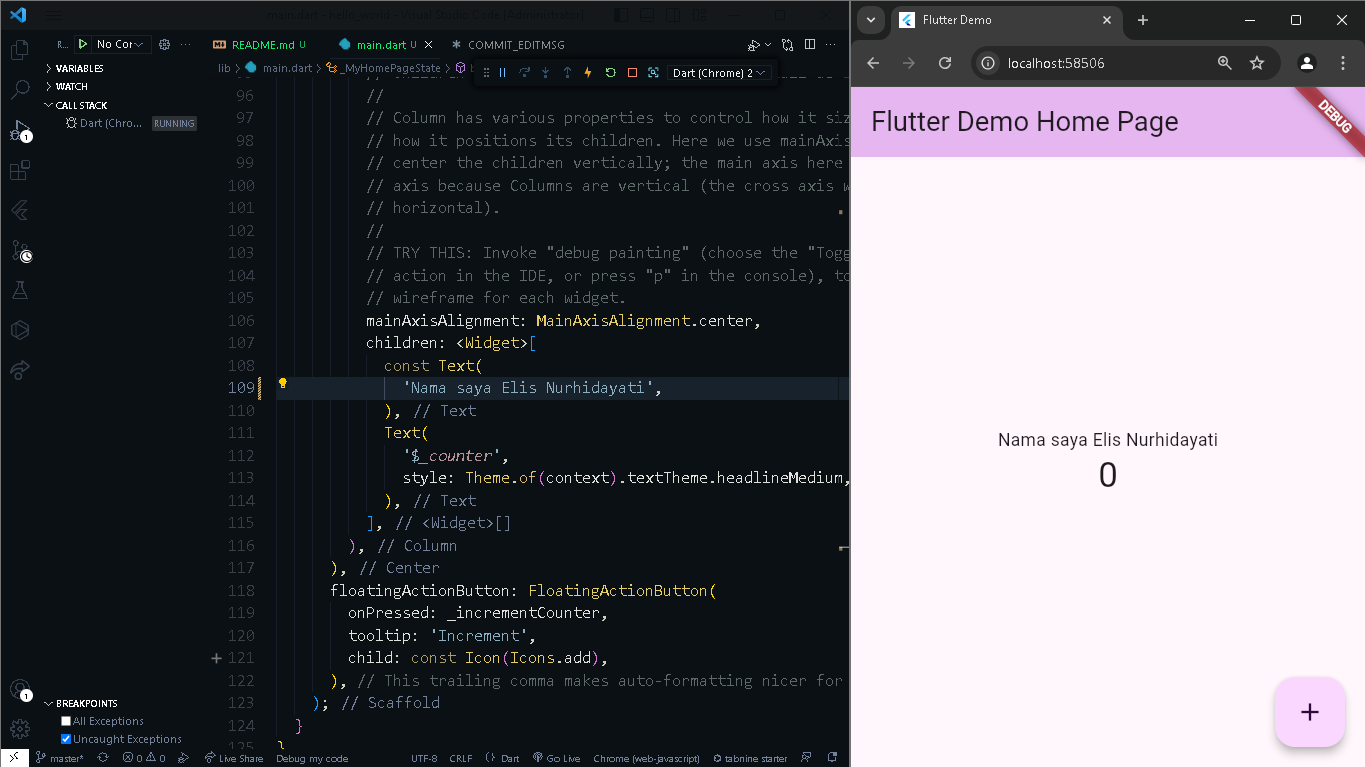 main.dart - hello_world - Visual Studio Code [Administrator]
R... No Cor ...
README.md U
main.dart U
COMMIT_EDITMSG
...
lib > main.dart > _MyHomePageState >
Dart (Chrome) 2
VARIABLES
WATCH
CALL STACK
Dart (Chro... RUNNING
1
96 //
97 // Column has various properties to control how it siz
98 // how it positions its children. Here we use mainAxis
99 // center the children vertically; the main axis here
100 // axis because Columns are vertical (the cross axis w
101 // horizontal).
102 //
103 // TRY THIS: Invoke "debug painting" (choose the "Togg
104 // action in the IDE, or press "p" in the console), to
105 // wireframe for each widget.
106 mainAxisAlignment: MainAxisAlignment.center,
107 children: <Widget>[
108 const Text(
109 'Nama saya Elis Nurhidayati',
110 ), // Text
111 Text(
112 '$_counter',
113 style: Theme.of(context).textTheme.headlineMedium,
114 ), // Text
115 ], // <Widget>[]
116 ), // Column
117 ), // Center
118 floatingActionButton: FloatingActionButton(
119 onPressed: _incrementCounter,
120 tooltip: 'Increment',
121 child: const Icon(Icons.add),
122 ), // This trailing comma makes auto-formatting nicer for
123 ); // Scaffold
124 }
125 }
1
BREAKPOINTS
All Exceptions
Uncaught Exceptions
master* 0 0 Live Share Debug my code UTF-8 CRLF {} Dart Go Live Chrome (web-javascript) tabnine starter
Flutter Demo
localhost:58506
Flutter Demo Home Page
DEBUG
Nama saya Elis Nurhidayati
0
+